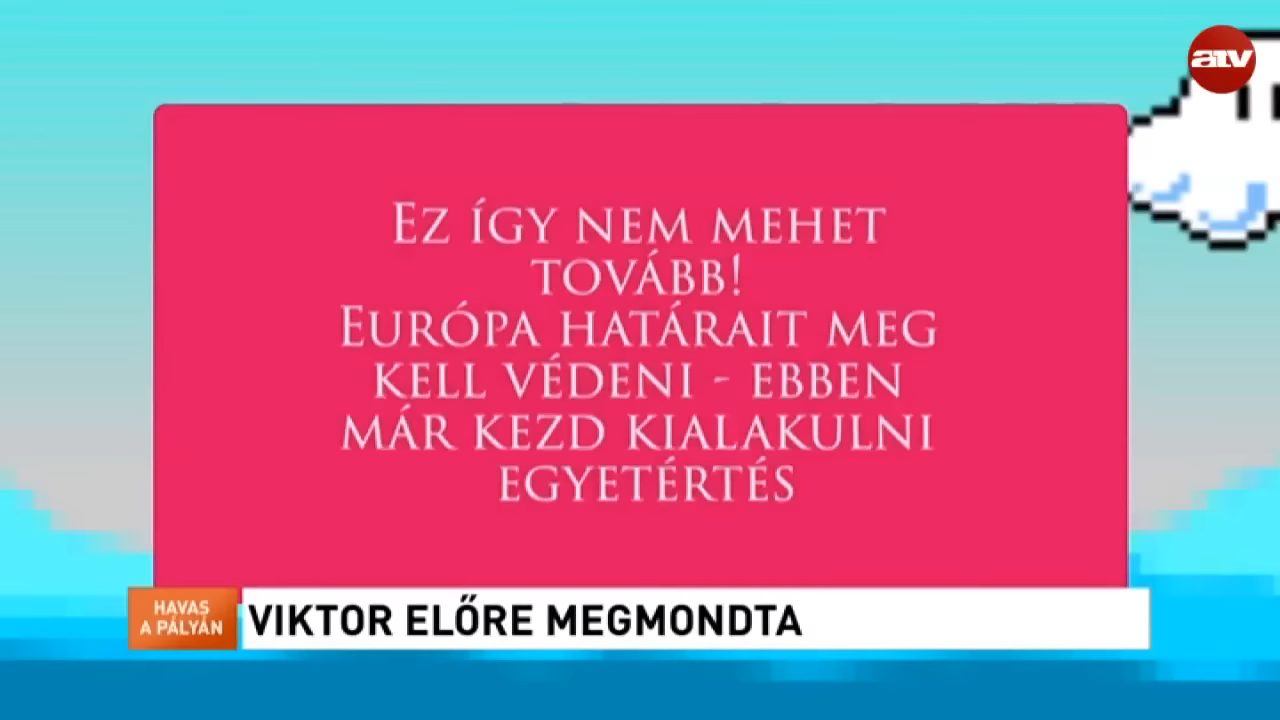 atv
Ez így nem mehet
tovább!
Európa határait meg
kell védeni - ebben
már kezd kialakulni
egyetértés
HAVAS
A PÁLYÁN
VIKTOR ELŐRE MEGMONDTA